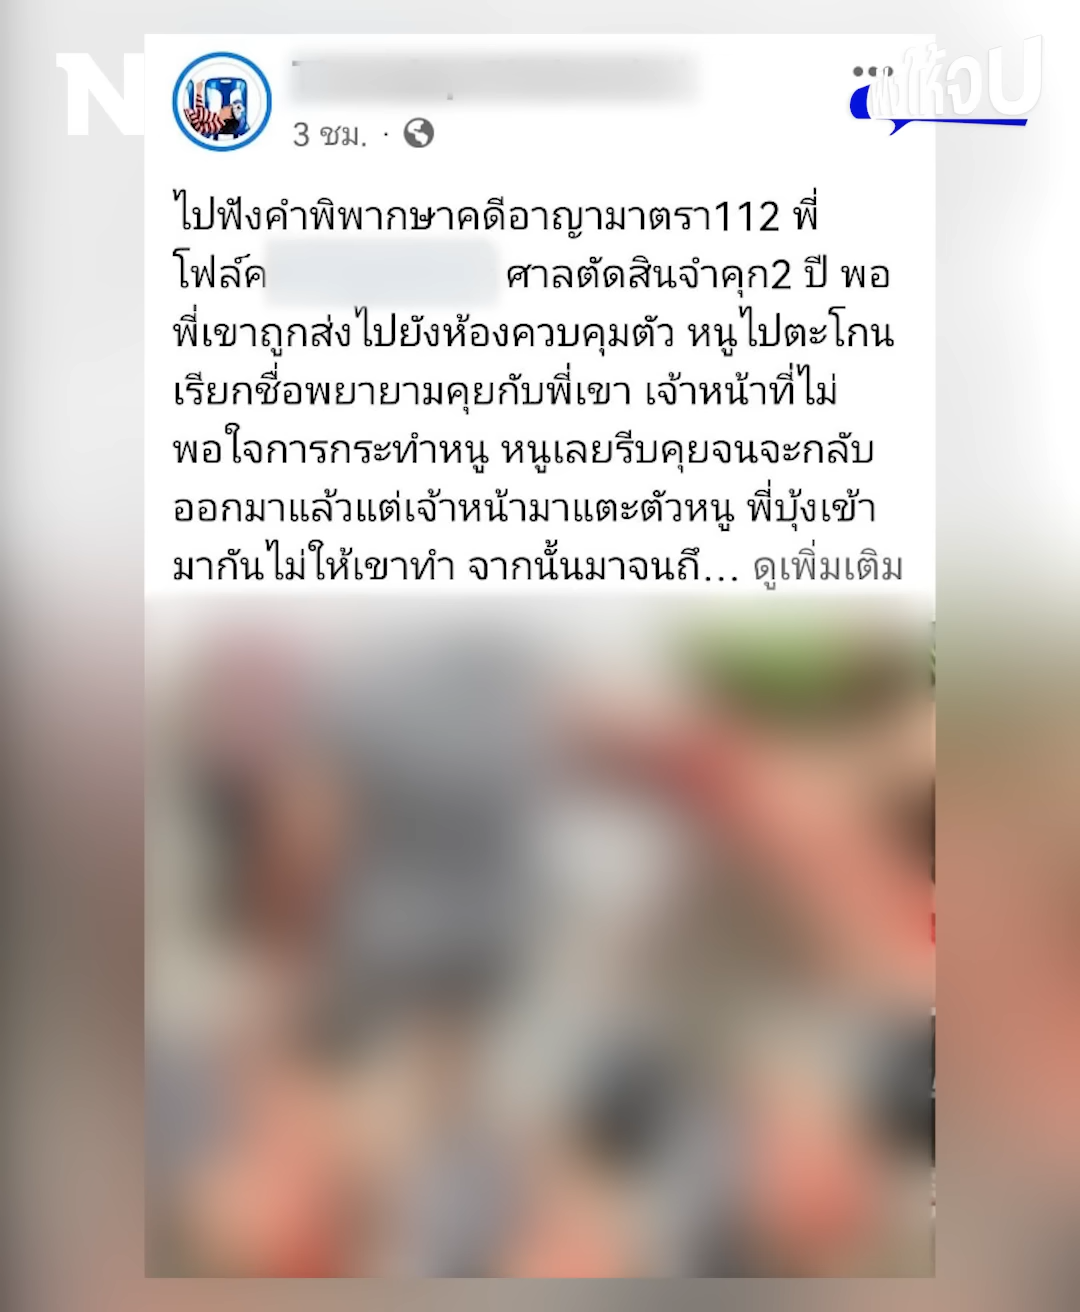 N
ฟังให้จบ
3 ชม. ·
ไปฟังคำพิพากษาคดีอาญามาตรา112 พี่
โฟล์ค ศาลตัดสินจำคุก2 ปี พอ
พี่เขาถูกส่งไปยังห้องควบคุมตัว หนูไปตะโกน
เรียกชื่อพยายามคุยกับพี่เขา เจ้าหน้าที่ไม่
พอใจการกระทำหนู หนูเลยรีบคุยจนจะกลับ
ออกมาแล้วแต่เจ้าหน้ามาแตะตัวหนู พี่บุ้งเข้า
มากันไม่ให้เขาทำ จากนั้นมาจนถึ... ดูเพิ่มเติม